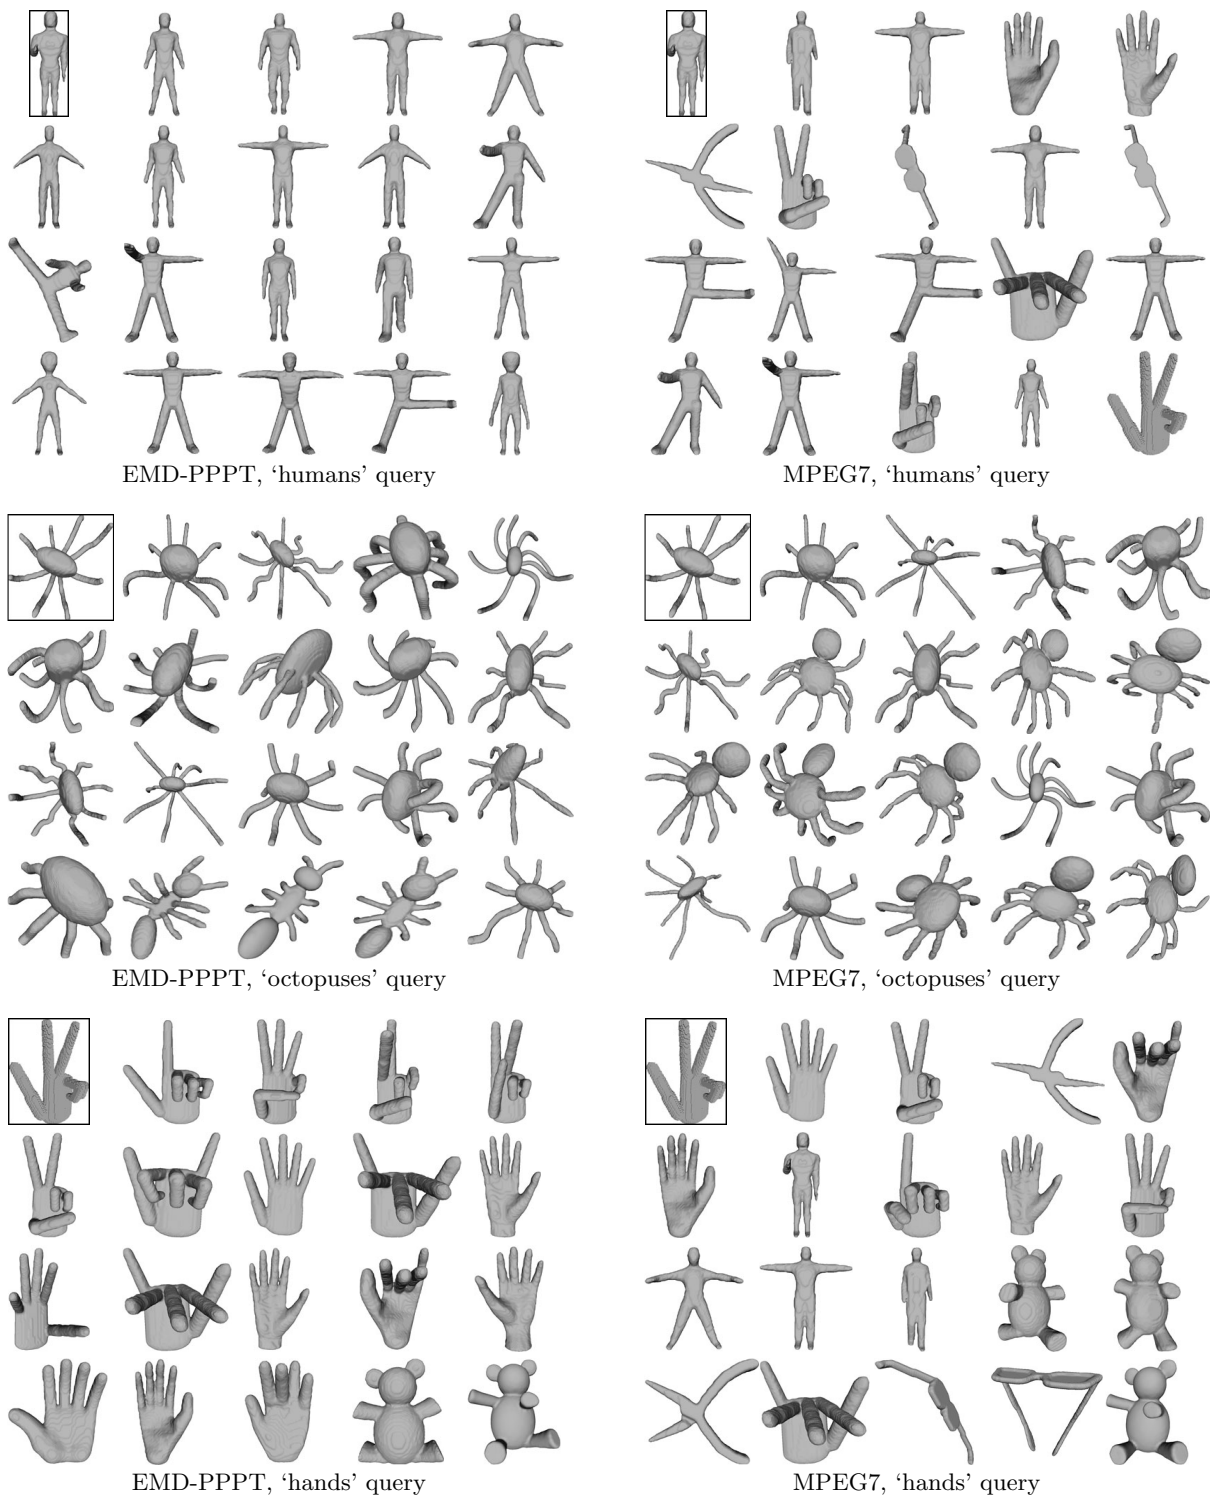 EMD-PPPT, ‘humans’ query
MPEG7, ‘humans’ query
EMD-PPPT, ‘octopuses’ query
MPEG7, ‘octopuses’ query
EMD-PPPT, ‘hands’ query
MPEG7, ‘hands’ query